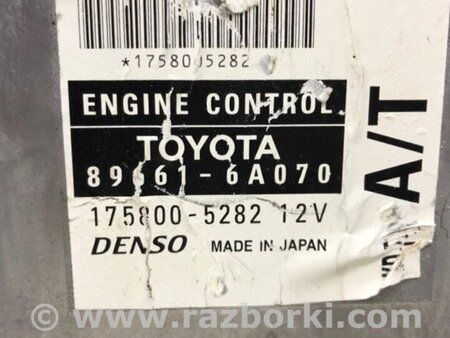 *1758005282
ENGINE CONTROL
TOYOTA
89661-6A070
175800-5282 12V
DENSO MADE IN JAPAN
A/T
© www.razborki.com